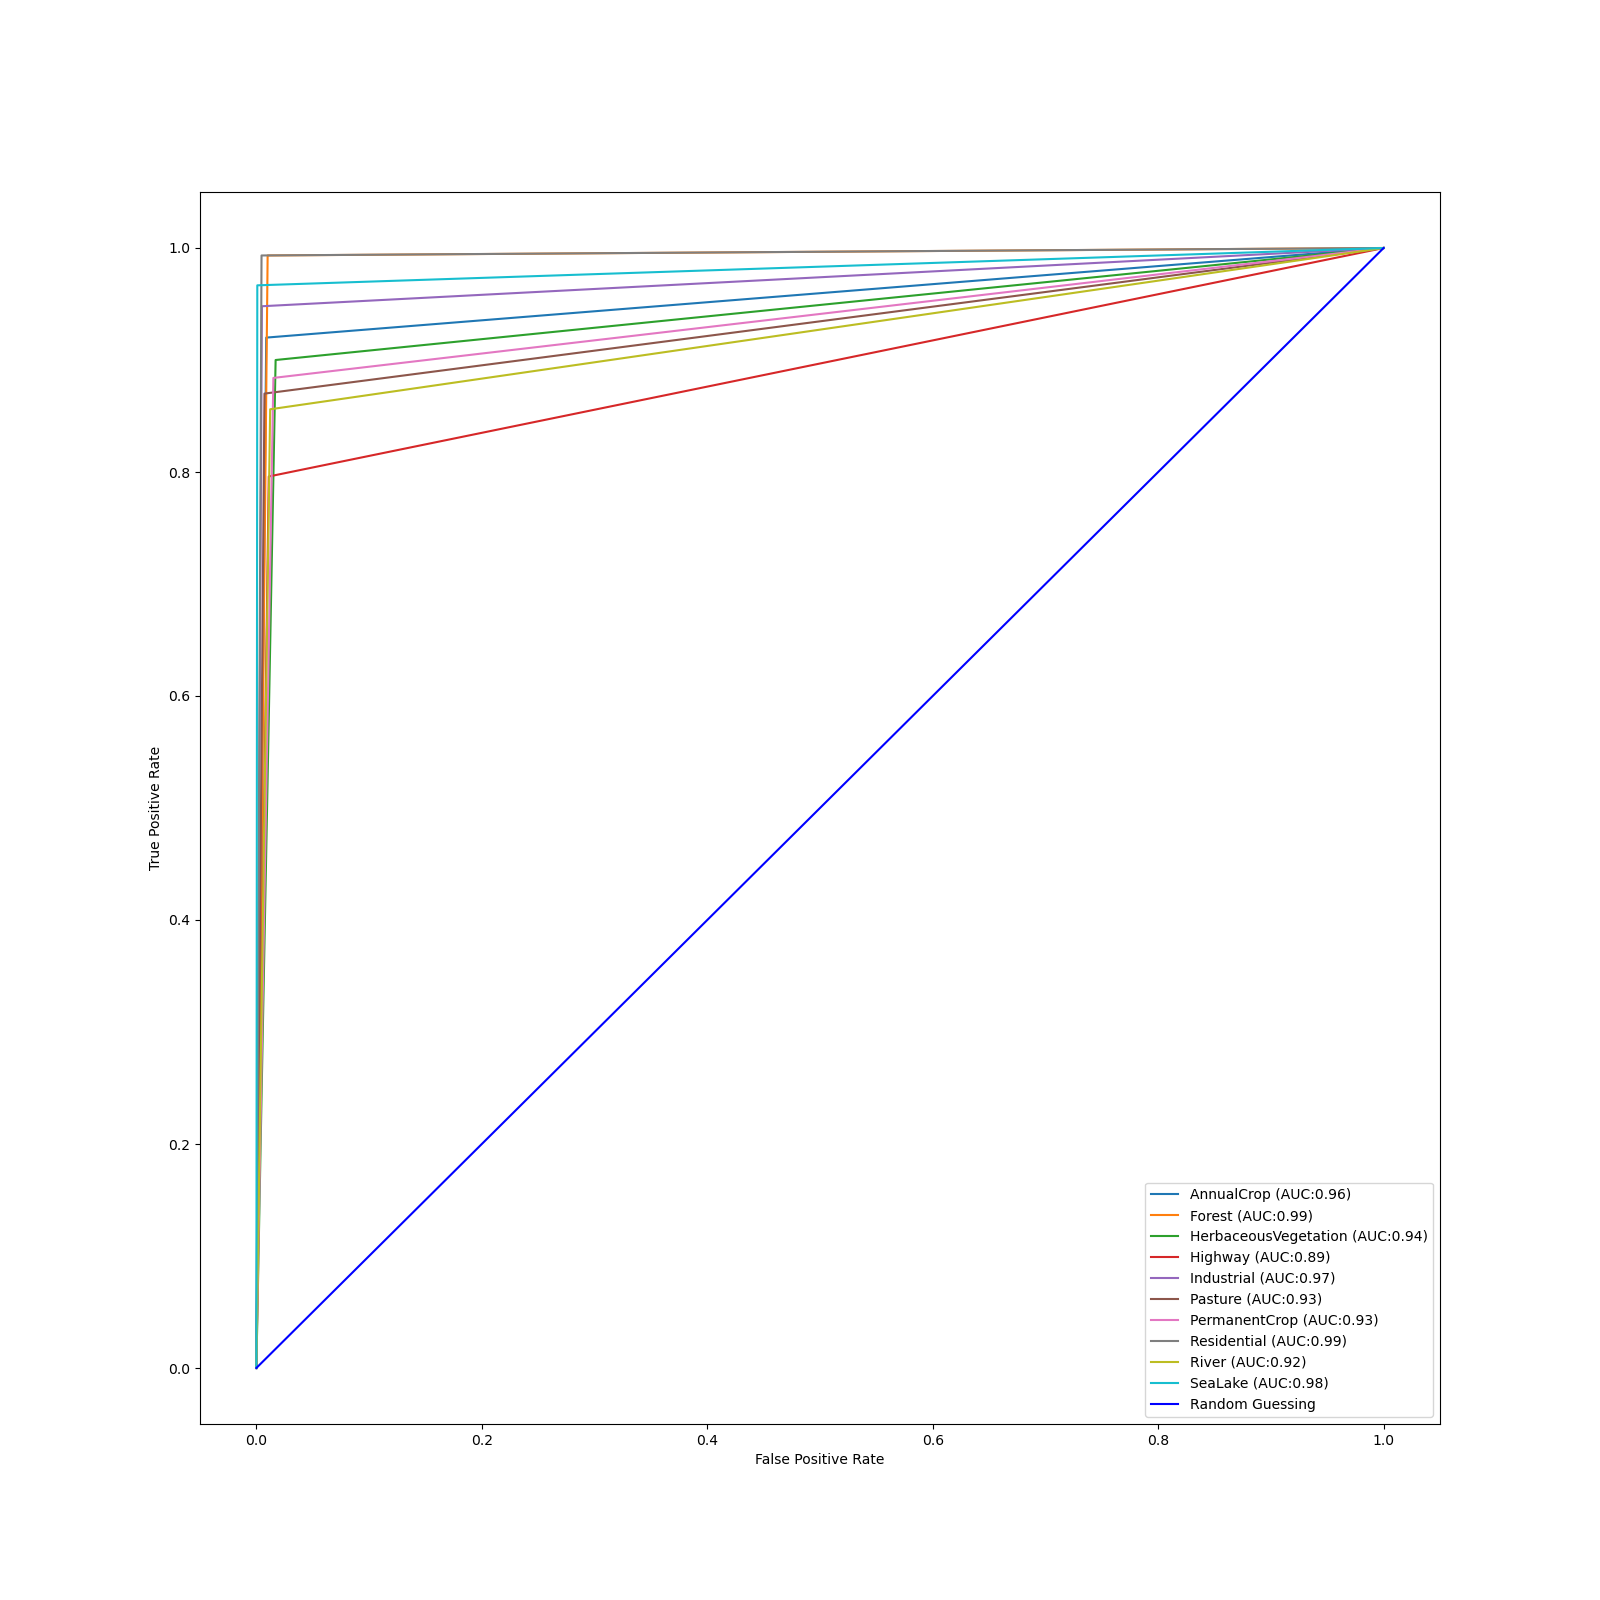 1.0
0.8
0.6
0.4
0.2
0.0
True Positive Rate
0.0 0.2 0.4 0.6 0.8 1.0
False Positive Rate
AnnualCrop (AUC:0.96)
Forest (AUC:0.99)
HerbaceousVegetation (AUC:0.94)
Highway (AUC:0.89)
Industrial (AUC:0.97)
Pasture (AUC:0.93)
PermanentCrop (AUC:0.93)
Residential (AUC:0.99)
River (AUC:0.92)
SeaLake (AUC:0.98)
Random Guessing